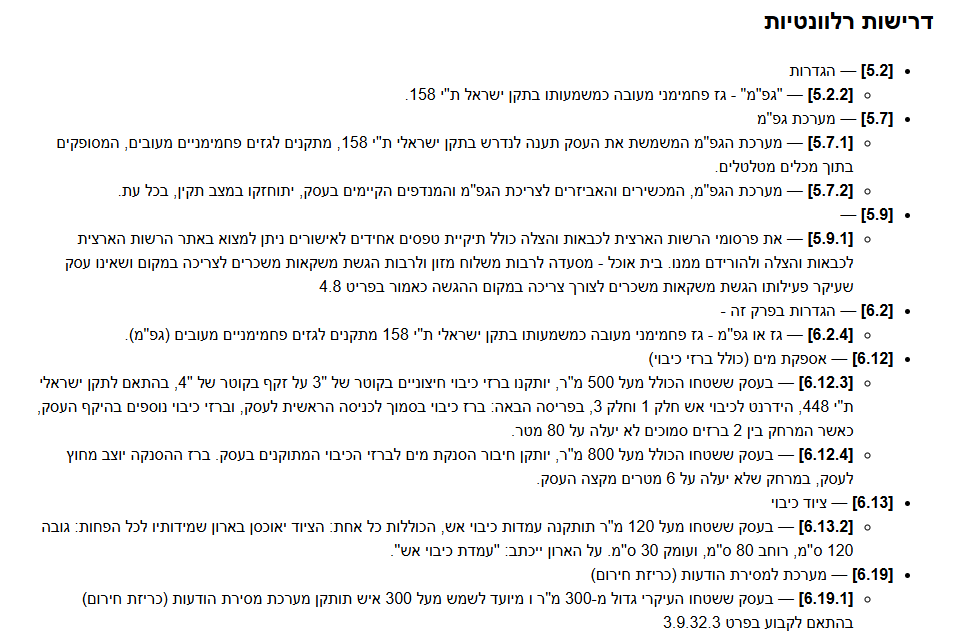 דרישות רלוונטיות
• [5.2] — הגדרות
○ [5.2.2] — "גפ"מ" - גז פחמימני מעובה כמשמעותו בתקן ישראל ת"י 158.
• [5.7] — מערכת גפ"מ
○ [5.7.1] — מערכת הגפ"מ המשמשת את העסק תענה לנדרש בתקן ישראלי ת"י 158, מתקנים לגזים פחמימניים מעובים, המסופקים
בתוך מכלים מטלטלים.
○ [5.7.2] — מערכת הגפ"מ, המכשירים והאביזרים לצריכת הגפ"מ והמנדפים הקיימים בעסק, יתוחזקו במצב תקין, בכל עת.
• [5.9] —
○ [5.9.1] — את פרסומי הרשות הארצית לכבאות והצלה כולל תיקיית טפסים אחידים לאישורים ניתן למצוא באתר הרשות הארצית
לכבאות והצלה ולהורידם ממנו. בית אוכל - מסעדה לרבות משלוח מזון ולרבות הגשת משקאות משכרים לצריכה במקום ושאינו עסק
שעיקר פעילותו הגשת משקאות משכרים לצורך צריכה במקום ההגשה כאמור בפריט 4.8
• [6.2] — הגדרות בפרק זה -
○ [6.2.4] — גז או גפ"מ - גז פחמימני מעובה כמשמעותו בתקן ישראלי ת"י 158 מתקנים לגזים פחמימניים מעובים (גפ"מ).
• [6.12] — אספקת מים (כולל ברזי כיבוי)
○ [6.12.3] — בעסק ששטחו הכולל מעל 500 מ"ר, יותקנו ברזי כיבוי חיצוניים בקוטר של "3 על זקף בקוטר של "4, בהתאם לתקן ישראלי
ת"י 448, הידרנט לכיבוי אש חלק 1 וחלק 3, בפריסה הבאה: ברז כיבוי בסמוך לכניסה הראשית לעסק, וברזי כיבוי נוספים בהיקף העסק,
כאשר המרחק בין 2 ברזים סמוכים לא יעלה על 80 מטר.
○ [6.12.4] — בעסק ששטחו הכולל מעל 800 מ"ר, יותקן חיבור הסנקת מים לברזי הכיבוי המתוקנים בעסק. ברז ההסנקה יוצב מחוץ
לעסק, במרחק שלא יעלה על 6 מטרים מקצה העסק.
• [6.13] — ציוד כיבוי
○ [6.13.2] — בעסק ששטחו מעל 120 מ"ר תותקנה עמדות כיבוי אש, הכוללות כל אחת: הציוד יאוכסן בארון שמידותיו לכל הפחות: גובה
120 ס"מ, רוחב 80 ס"מ, ועומק 30 ס"מ. על הארון ייכתב: "עמדת כיבוי אש".
• [6.19] — מערכת למסירת הודעות (כריזת חירום)
○ [6.19.1] — בעסק ששטחו העיקרי גדול מ-300 מ"ר ו מיועד לשמש מעל 300 איש תותקן מערכת מסירת הודעות (כריזת חירום)
בהתאם לקבוע בפרט 3.9.32.3